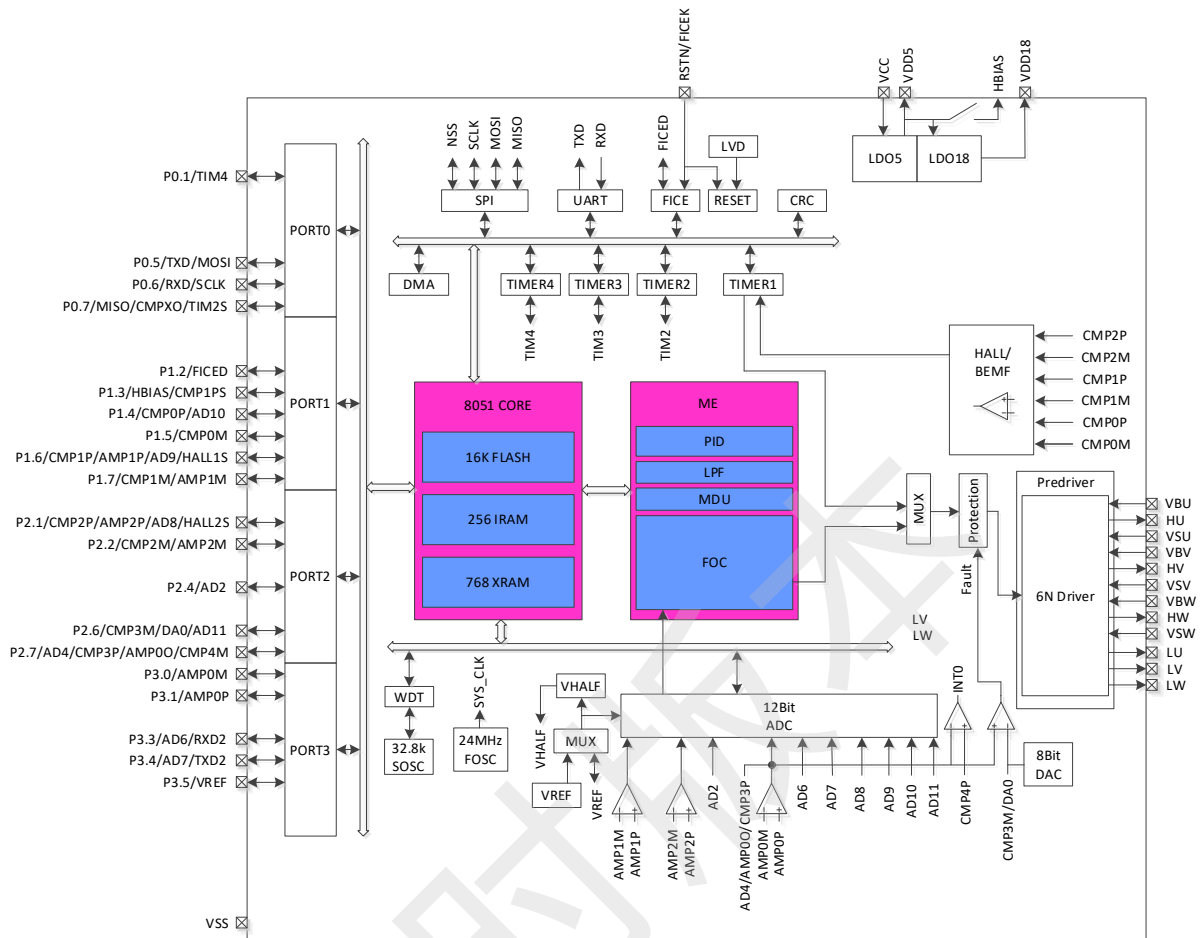 RSTN/FICEK
VCC
VDD5
HBIAS
VDD18
NSS
SCLK
MOSI
MISO
TXD
RXD
FICED
LVD
LDO5
LDO18
SPI
UART
FICE
RESET
CRC
P0.1/TIM4
PORT0
P0.5/TXD/MOSI
P0.6/RXD/SCLK
P0.7/MISO/CMPXO/TIM2S
DMA
TIMER4
TIMER3
TIMER2
TIMER1
TIM4
TIM3
TIM2
HALL/
BEMF
CMP2P
CMP2M
CMP1P
CMP1M
CMP0P
CMP0M
P1.2/FICED
P1.3/HBIAS/CMP1PS
P1.4/CMP0P/AD10
P1.5/CMP0M
P1.6/CMP1P/AMP1P/AD9/HALL1S
P1.7/CMP1M/AMP1M
PORT1
8051 CORE
16K FLASH
256 IRAM
768 XRAM
ME
PID
LPF
MDU
FOC
MUX
Protection
Fault
Predriver
6N Driver
VBU
HU
VSU
VBV
HV
VSV
VBW
HW
VSW
LU
LV
LW
P2.1/CMP2P/AMP2P/AD8/HALL2S
P2.2/CMP2M/AMP2M
P2.4/AD2
P2.6/CMP3M/DA0/AD11
P2.7/AD4/CMP3P/AMP0O/CMP4M
PORT2
LV
LW
P3.0/AMP0M
P3.1/AMP0P
P3.3/AD6/RXD2
P3.4/AD7/TXD2
P3.5/VREF
PORT3
WDT
32.8k
SOSC
SYS_CLK
24MHz
FOSC
VHALF
VHALF
MUX
VREF
VREF
12Bit
ADC
INT0
8Bit
DAC
AMP1M
AMP1P
AMP2M
AMP2P
AD2
AD4/AMP0O/CMP3P
AMP0M
AMP0P
AD6
AD7
AD8
AD9
AD10
AD11
CMP4P
CMP3M/DA0
VSS
时版本